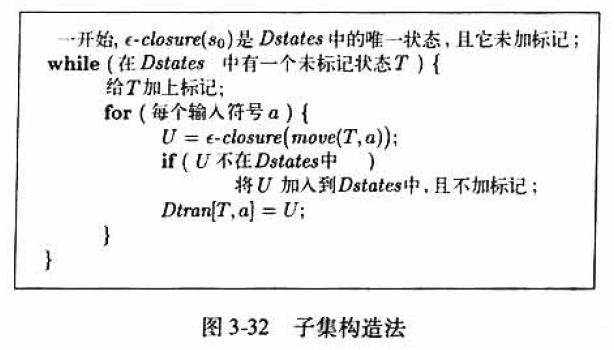 一开始, ϵ-closure(s₀)是 Dstates 中的唯一状态, 且它未加标记;
while ( 在 Dstates 中有一个未标记状态 T ) {
给 T 加上标记;
for ( 每个输入符号 a ) {
U = ϵ-closure(move(T, a));
if ( U 不在 Dstates 中 )
将 U 加入到 Dstates 中, 且不加标记;
Dtran[T, a] = U;
}
}
图 3-32 子集构造法